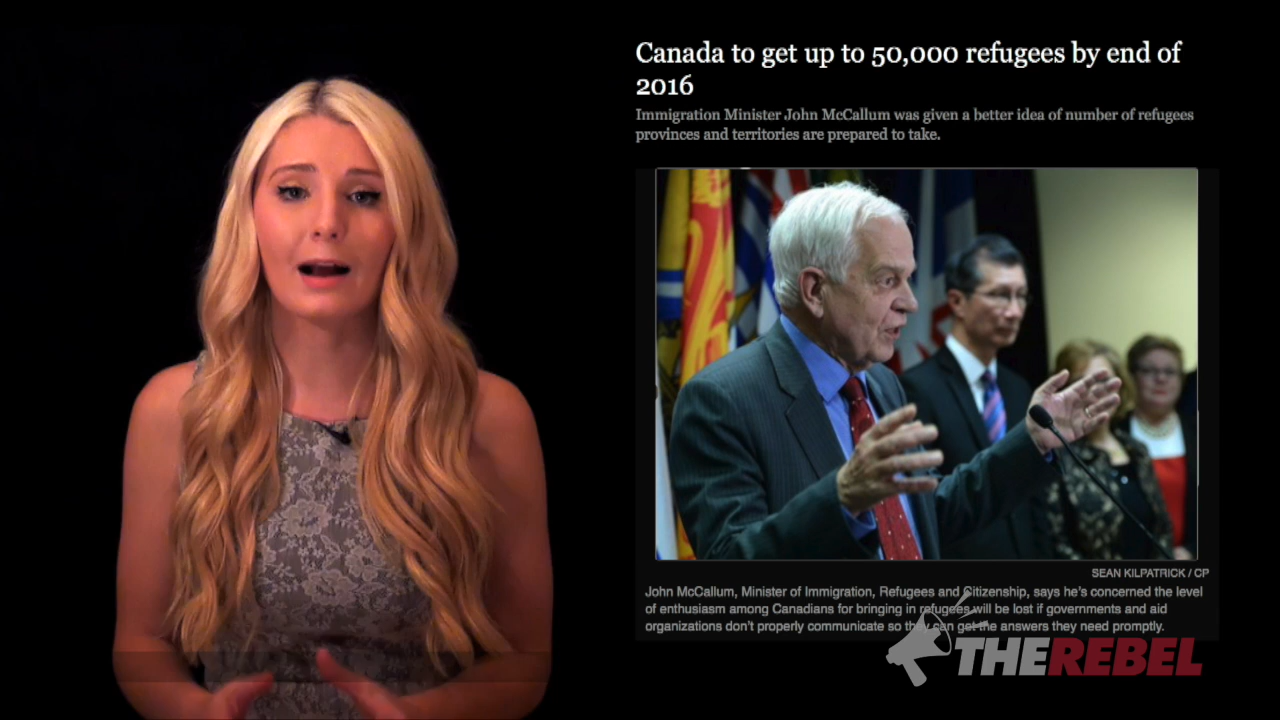 Canada to get up to 50,000 refugees by end of
2016
Immigration Minister John McCallum was given a better idea of number of refugees
provinces and territories are prepared to take.
SEAN KILPATRICK / CP
John McCallum, Minister of Immigration, Refugees and Citizenship, says he's concerned the level
of enthusiasm among Canadians for bringing in refugees will be lost if governments and aid
organizations don't properly communicate so they can get the answers they need promptly.
THEREBEL